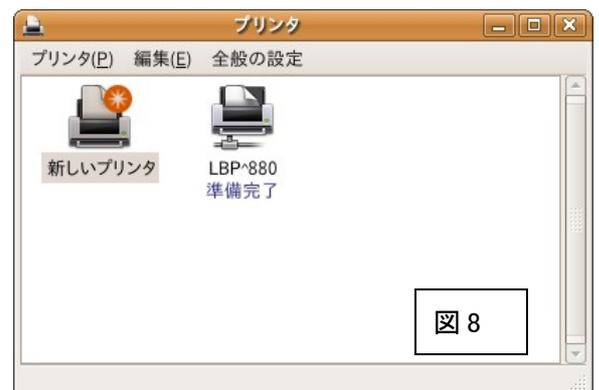 プリンタ
プリンタ(P) 編集(E) 全般の設定
新しいプリンタ
LBP^880
準備完了
図 8